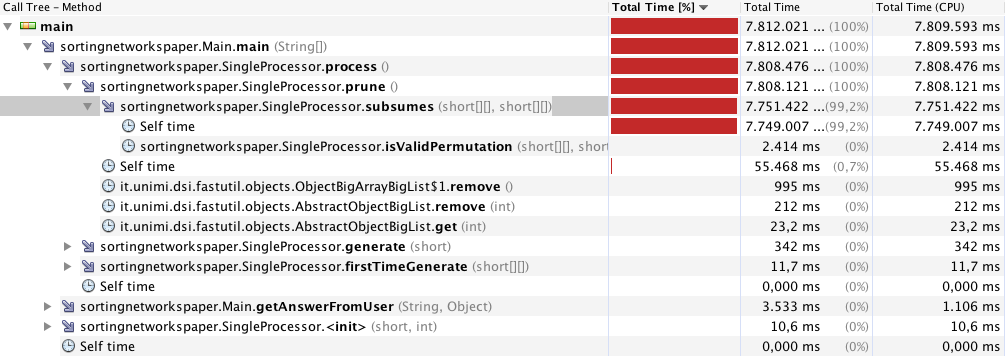 Call Tree – Method Total Time [%] Total Time Total Time (CPU)
main 7.812.021 ... (100%) 7.809.593 ms
sortingnetworkspaper.Main.main (String[]) 7.812.021 ... (100%) 7.809.593 ms
sortingnetworkspaper.SingleProcessor.process () 7.808.476 ... (100%) 7.808.476 ms
sortingnetworkspaper.SingleProcessor.prune () 7.808.121 ... (100%) 7.808.121 ms
sortingnetworkspaper.SingleProcessor.subsumes (short[][], short[][]) 7.751.422 ...(99,2%) 7.751.422 ms
Self time 7.749.007 ...(99,2%) 7.749.007 ms
sortingnetworkspaper.SingleProcessor.isValidPermutation (short[][], short 2.414 ms (0%) 2.414 ms
Self time 55.468 ms (0,7%) 55.468 ms
it.unimi.dsi.fastutil.objects.ObjectBigArrayBigList$1.remove () 995 ms (0%) 995 ms
it.unimi.dsi.fastutil.objects.AbstractObjectBigList.remove (int) 212 ms (0%) 212 ms
it.unimi.dsi.fastutil.objects.AbstractObjectBigList.get (int) 23,2 ms (0%) 23,2 ms
sortingnetworkspaper.SingleProcessor.generate (short) 342 ms (0%) 342 ms
sortingnetworkspaper.SingleProcessor.firstTimeGenerate (short[][]) 11,7 ms (0%) 11,7 ms
Self time 0,000 ms (0%) 0,000 ms
sortingnetworkspaper.Main.getAnswerFromUser (String, Object) 3.533 ms (0%) 1.106 ms
sortingnetworkspaper.SingleProcessor.<init> (short, int) 10,6 ms (0%) 10,6 ms
Self time 0,000 ms (0%) 0,000 ms